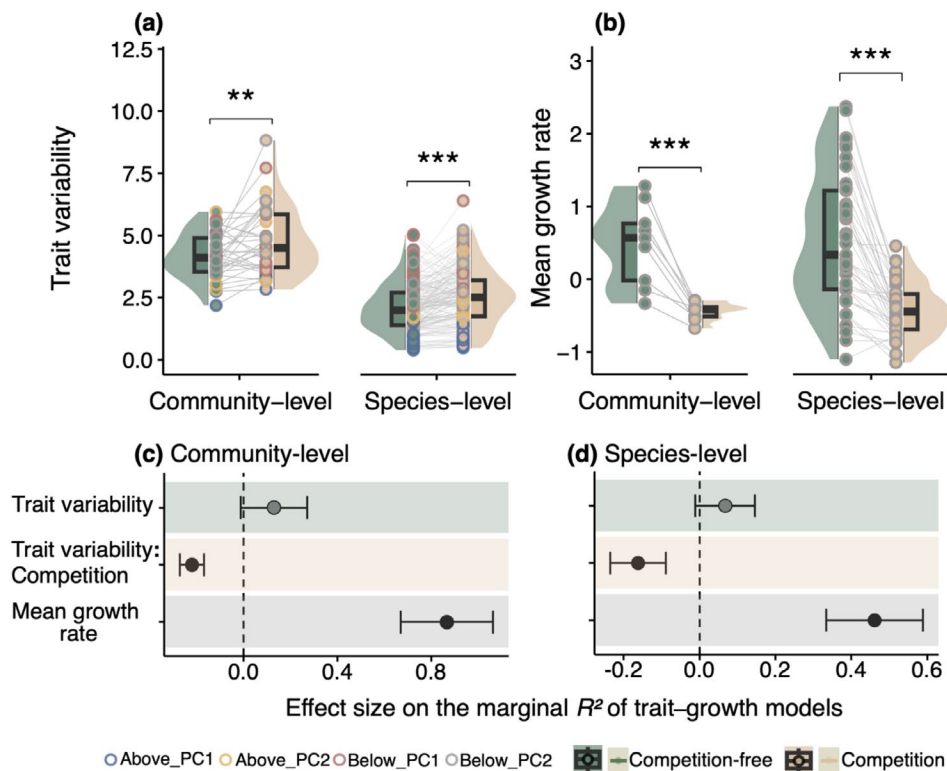 (a)
(b)
Trait variability
12.5
10.0
7.5
5.0
2.5
0.0
**
***
Community-level
Species-level
Mean growth rate
3
2
1
0
−1
***
***
Community-level
Species-level
(c) Community-level
(d) Species-level
Trait variability
Trait variability:
Competition
Mean growth
rate
0.0 0.4 0.8
-0.2 0.0 0.2 0.4 0.6
Effect size on the marginal R² of trait–growth models
Above_PC1 Above_PC2 Below_PC1 Below_PC2 Competition-free Competition